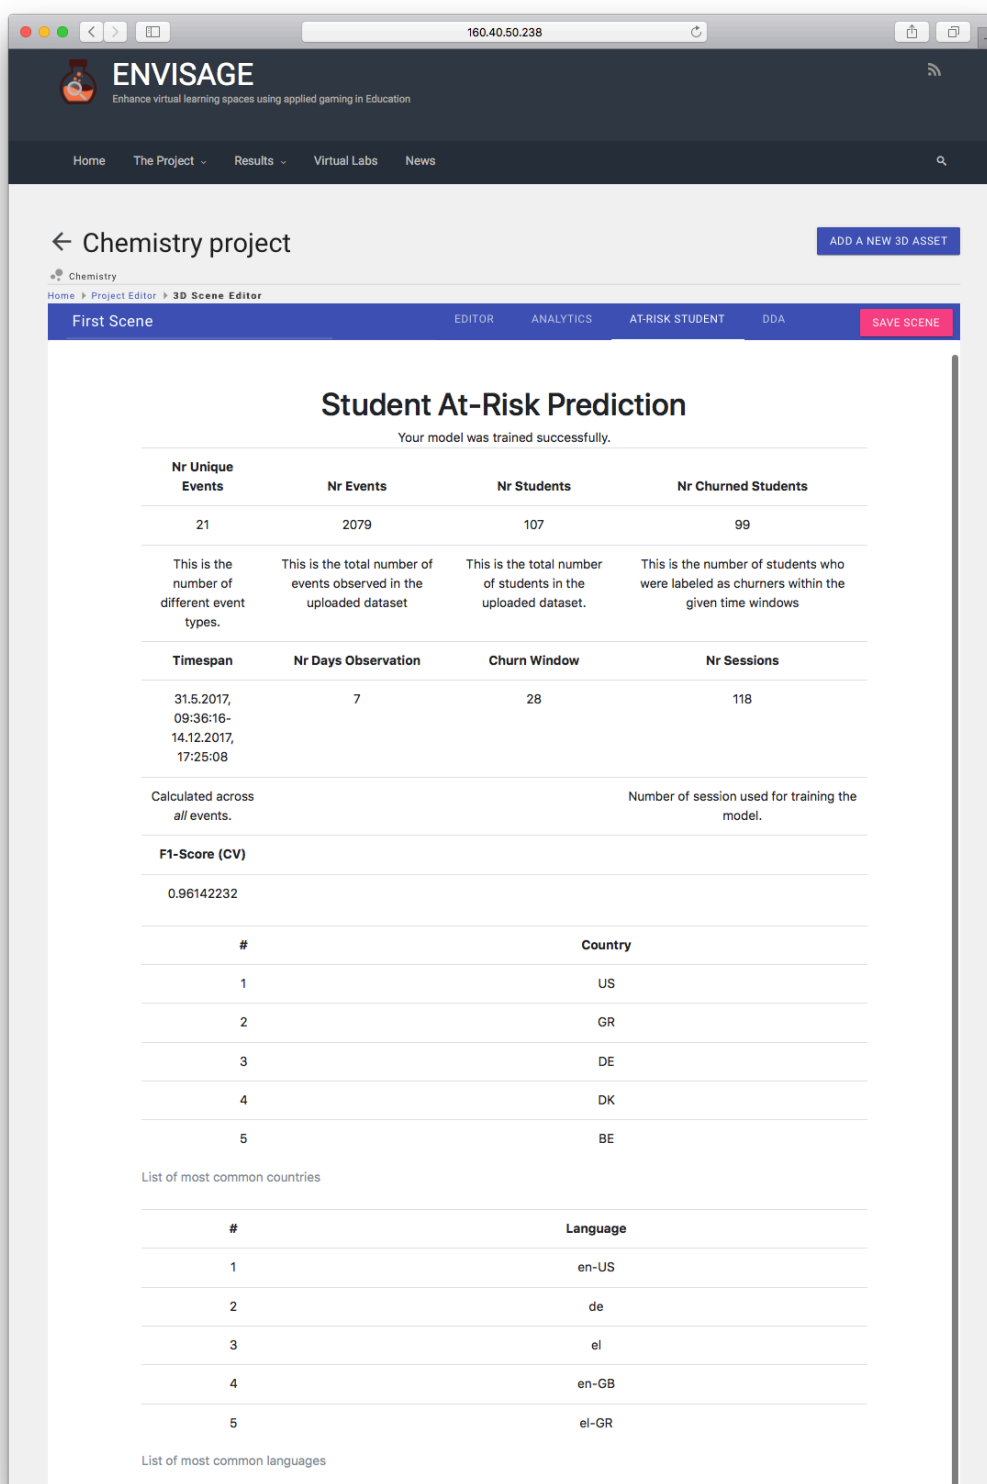 160.40.50.238
ENVISAGE
Enhance virtual learning spaces using applied gaming in Education
Home The Project Results Virtual Labs News
Chemistry project
ADD A NEW 3D ASSET
Chemistry
Home Project Editor 3D Scene Editor
First Scene EDITOR ANALYTICS AT-RISK STUDENT DDA SAVE SCENE
Student At-Risk Prediction
Your model was trained successfully.
Nr Unique
Events Nr Events Nr Students Nr Churned Students
21 2079 107 99
This is the This is the total number of This is the total number This is the number of students who
number of events observed in the of students in the were labeled as churners within the
different event uploaded dataset uploaded dataset. given time windows
types.
Timespan Nr Days Observation Churn Window Nr Sessions
31.5.2017, 7 28 118
09:36:16-
14.12.2017,
17:25:08
Calculated across Number of session used for training the
all events. model.
F1-Score (CV)
0.96142232
# Country
1 US
2 GR
3 DE
4 DK
5 BE
List of most common countries
# Language
1 en-US
2 de
3 el
4 en-GB
5 el-GR
List of most common languages